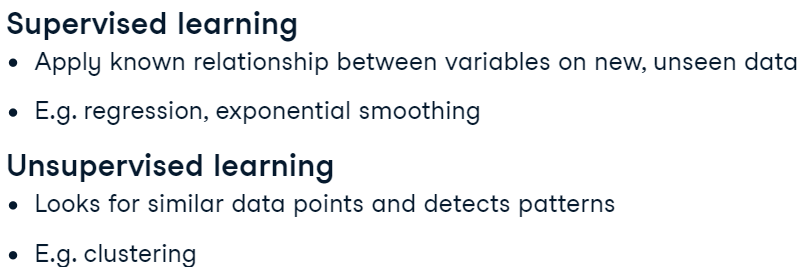 Supervised learning
• Apply known relationship between variables on new, unseen data
• E.g. regression, exponential smoothing
Unsupervised learning
• Looks for similar data points and detects patterns
• E.g. clustering